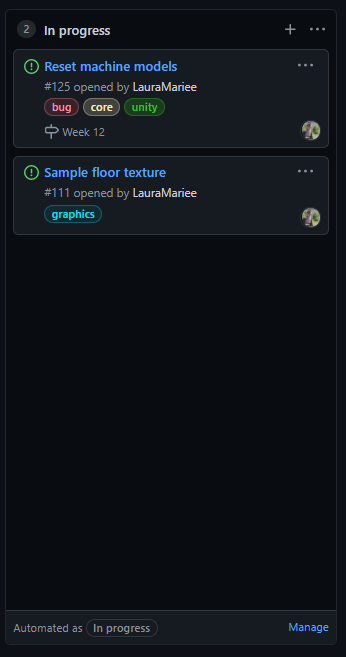 2 In progress
Reset machine models
#125 opened by LauraMariee
bug core unity
Week 12
Sample floor texture
#111 opened by LauraMariee
graphics
Automated as In progress Manage